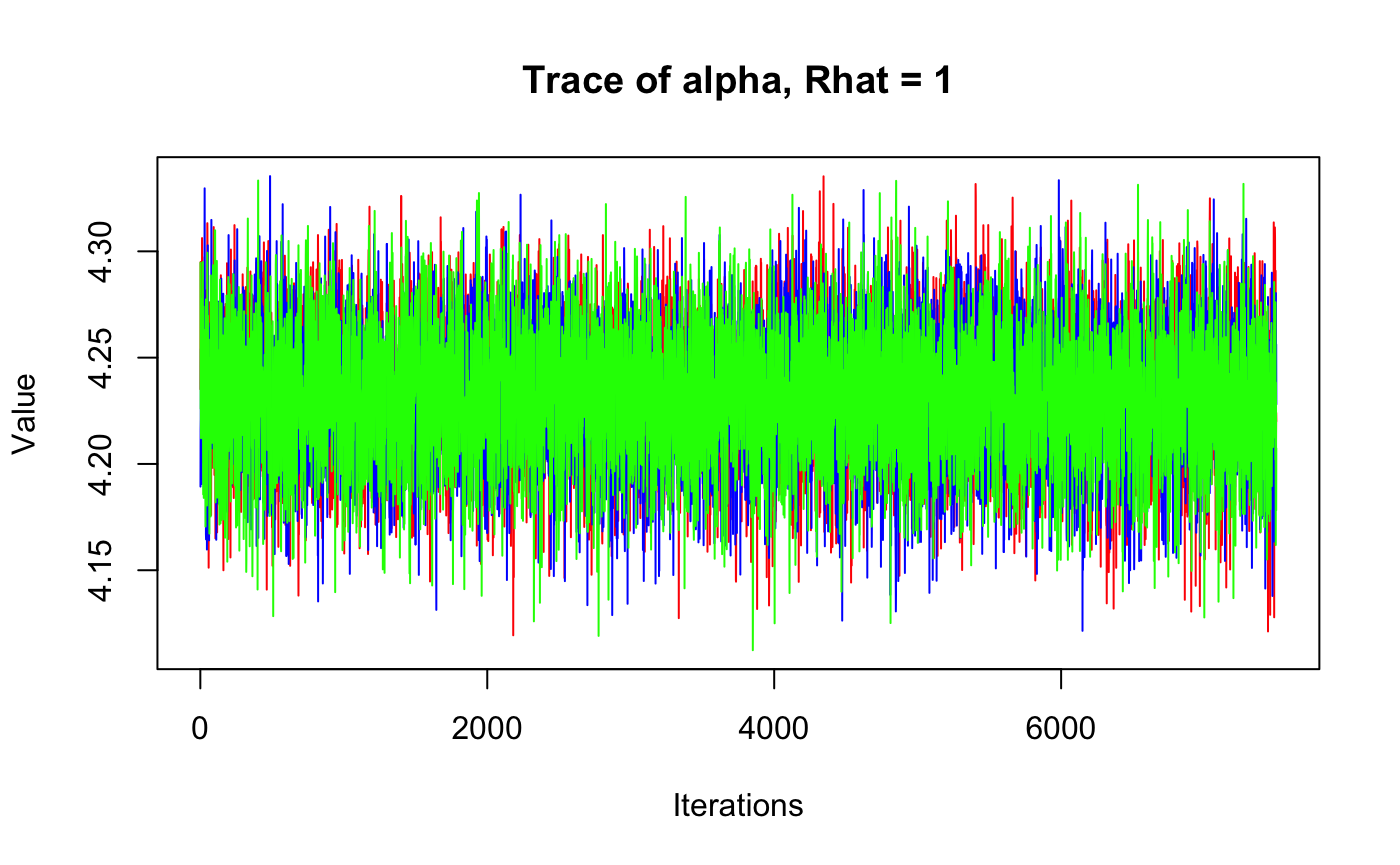 Trace of alpha, Rhat = 1
Value
4.30
4.25
4.20
4.15
0 2000 4000 6000
Iterations